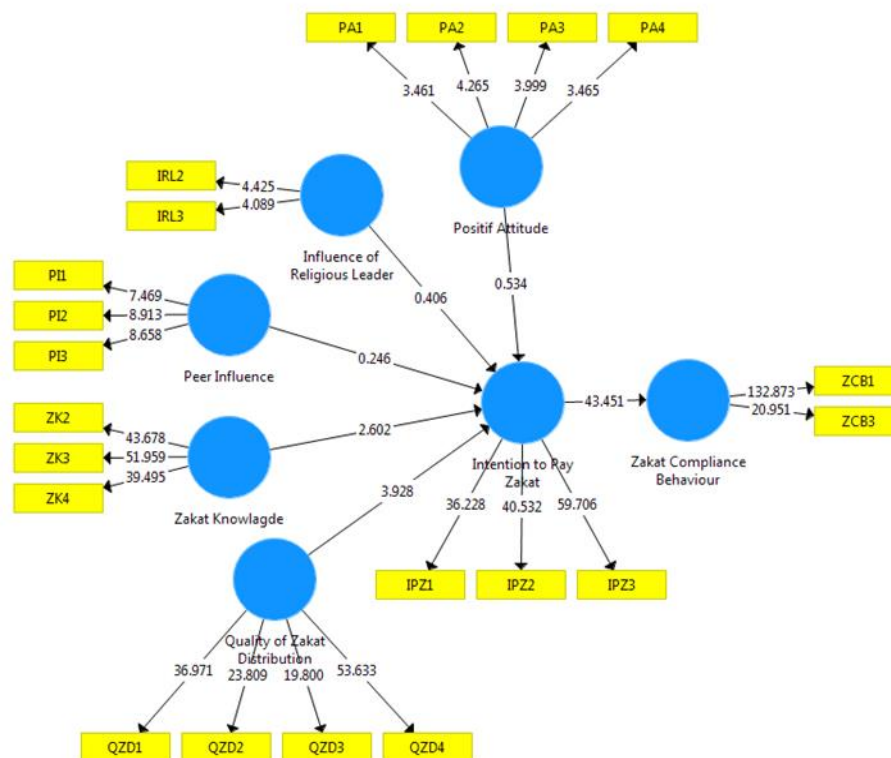 PA1
PA2
PA3
PA4
3.461
4.265
3.999
3.465
Positif Attitude
0.534
IRL2
IRL3
4.425
4.089
Influence of
Religious Leader
0.406
PI1
PI2
PI3
7.469
8.913
8.658
Peer Influence
0.246
ZK2
ZK3
ZK4
43.678
51.959
39.495
Zakat Knowlagde
2.602
Intention to Pay
Zakat
43.451
Zakat Compliance
Behaviour
132.873
20.951
ZCB1
ZCB3
36.228
40.532
59.706
IPZ1
IPZ2
IPZ3
3.928
Quality of Zakat
Distribution
36.971
23.809
19.800
53.633
QZD1
QZD2
QZD3
QZD4